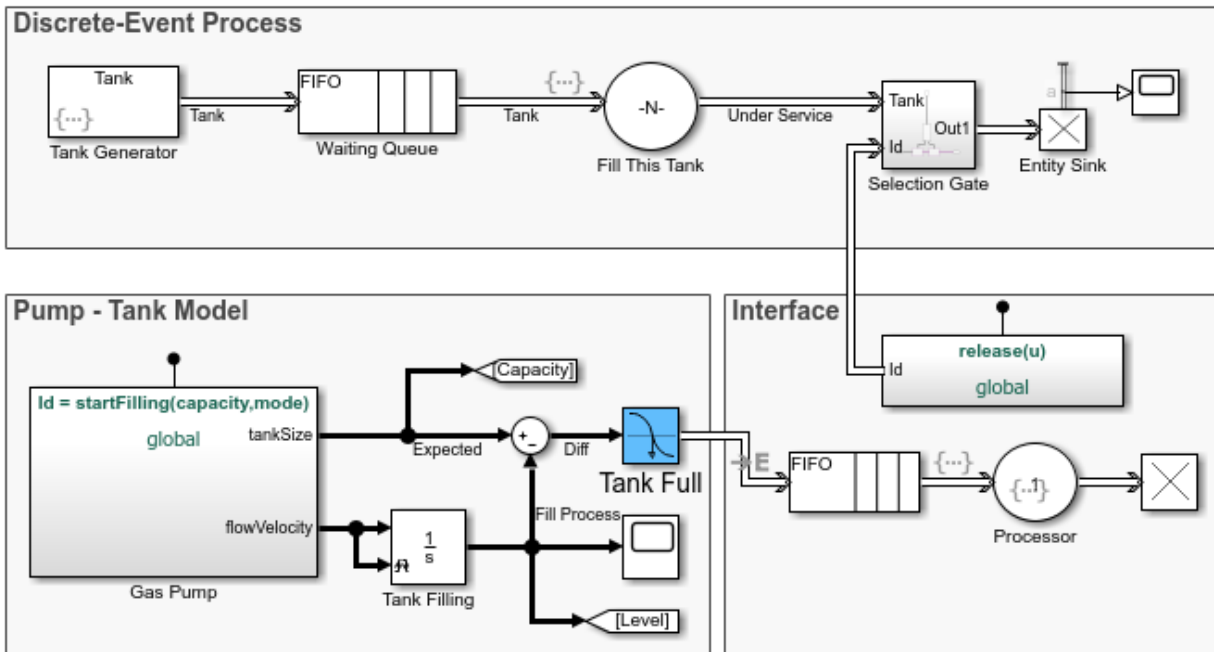 Discrete-Event Process
Tank
{...}
Tank Generator
Tank
FIFO
Waiting Queue
Tank
{...}
-N-
Fill This Tank
Under Service
Tank
Id
Out1
Selection Gate
a
Entity Sink
Pump - Tank Model
Id = startFilling(capacity,mode)
global
tankSize
flowVelocity
Gas Pump
[Capacity]
Expected
+
-
Diff
Tank Full
Fill Process
1
s
Tank Filling
[Level]
Interface
release(u)
global
Id
E
FIFO
{...}
{..1}
Processor